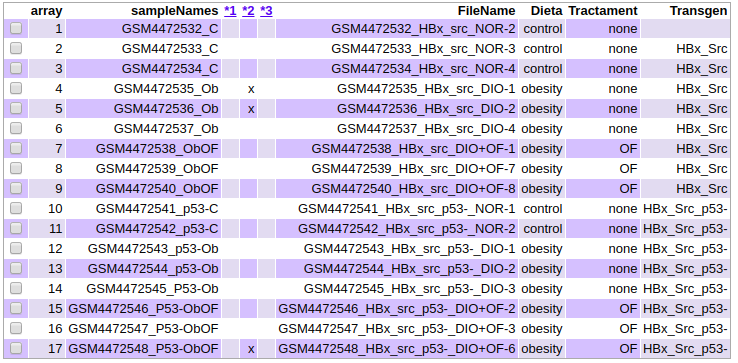 array sampleNames *1 *2 *3 FileName Dieta Tractament Transgen
1 GSM4472532_C GSM4472532_HBx_src_NOR-2 control none
2 GSM4472533_C GSM4472533_HBx_src_NOR-3 control none HBx_Src
3 GSM4472534_C GSM4472534_HBx_src_NOR-4 control none HBx_Src
4 GSM4472535_Ob x GSM4472535_HBx_src_DIO-1 obesity none HBx_Src
5 GSM4472536_Ob x GSM4472536_HBx_src_DIO-2 obesity none HBx_Src
6 GSM4472537_Ob GSM4472537_HBx_src_DIO-4 obesity none HBx_Src
7 GSM4472538_ObOF GSM4472538_HBx_src_DIO+OF-1 obesity OF HBx_Src
8 GSM4472539_ObOF GSM4472539_HBx_src_DIO+OF-7 obesity OF HBx_Src
9 GSM4472540_ObOF GSM4472540_HBx_src_DIO+OF-8 obesity OF HBx_Src
10 GSM4472541_p53-C GSM4472541_HBx_src_p53-_NOR-1 control none HBx_Src_p53-
11 GSM4472542_p53-C GSM4472542_HBx_src_p53-_NOR-2 control none HBx_Src_p53-
12 GSM4472543_p53-Ob GSM4472543_HBx_src_p53-_DIO-1 obesity none HBx_Src_p53-
13 GSM4472544_p53-Ob GSM4472544_HBx_src_p53-_DIO-2 obesity none HBx_Src_p53-
14 GSM4472545_P53-Ob GSM4472545_HBx_src_p53-_DIO-3 obesity none HBx_Src_p53-
15 GSM4472546_P53-ObOF GSM4472546_HBx_src_p53-_DIO+OF-2 obesity OF HBx_Src_p53-
16 GSM4472547_P53-ObOF GSM4472547_HBx_src_p53-_DIO+OF-3 obesity OF HBx_Src_p53-
17 GSM4472548_P53-ObOF x GSM4472548_HBx_src_p53-_DIO+OF-6 obesity OF HBx_Src_p53-